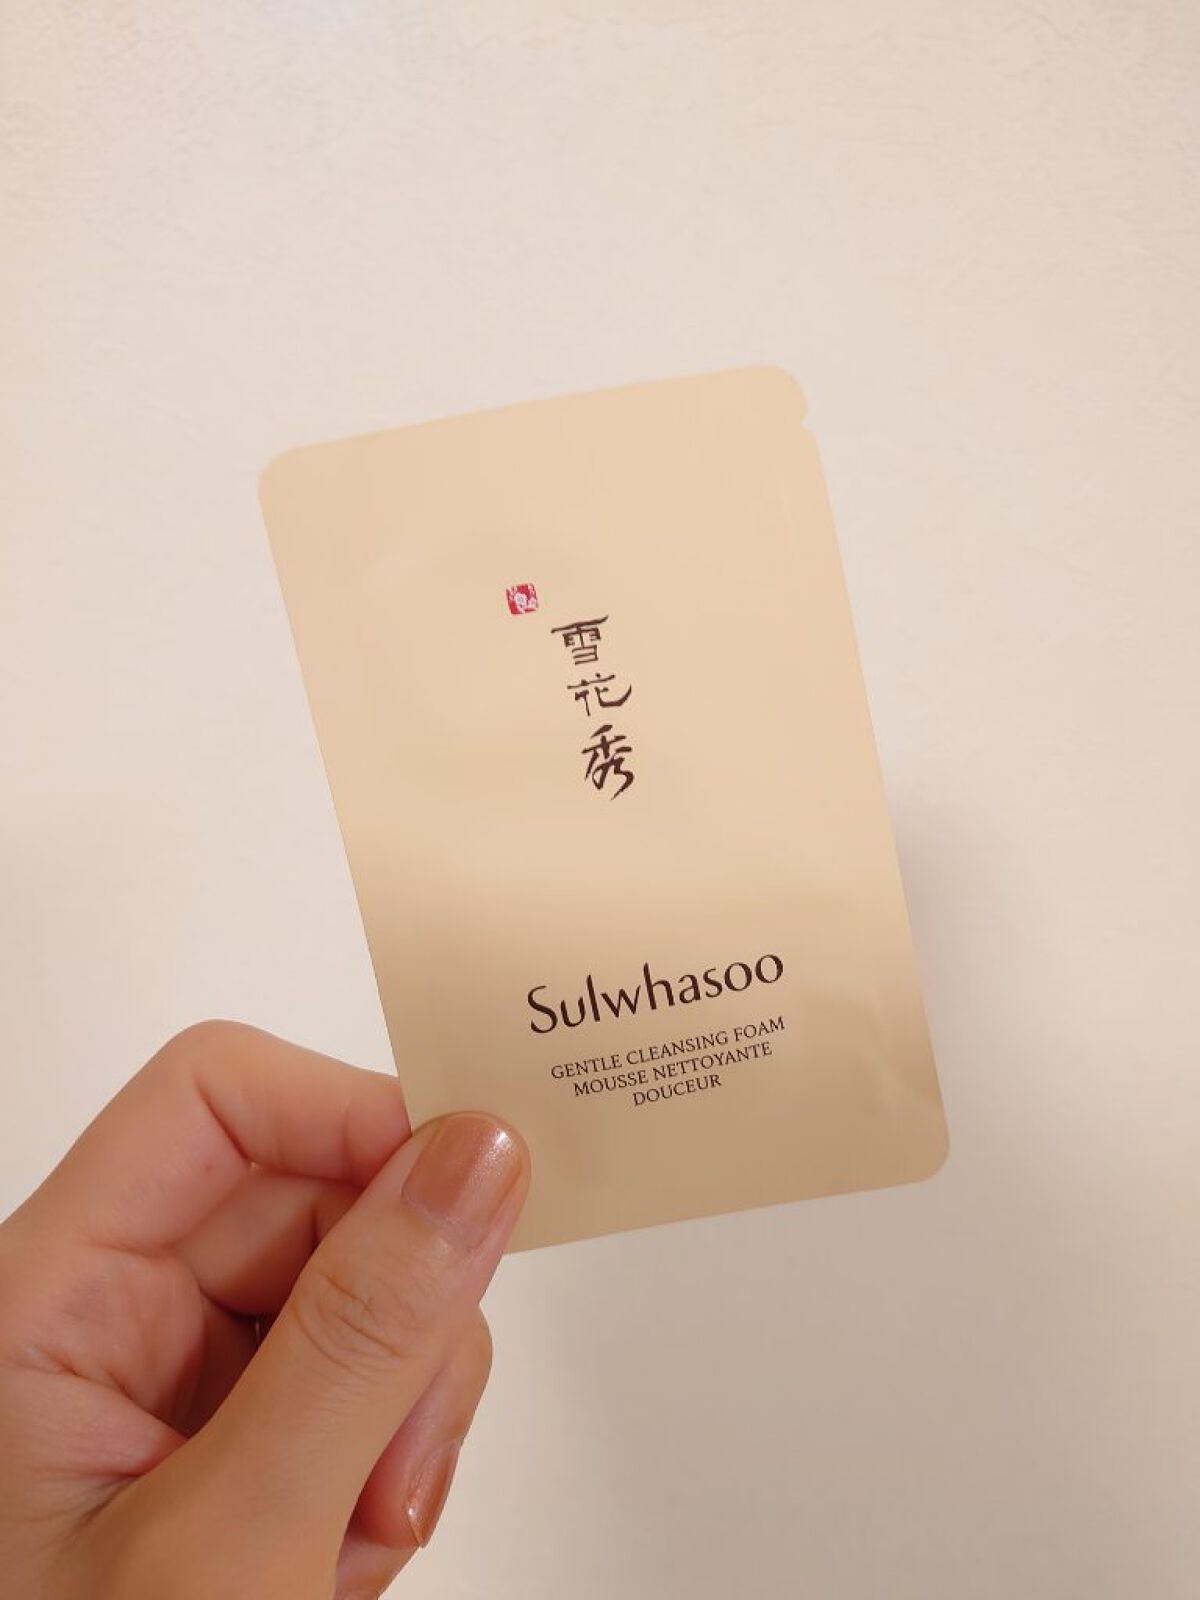 雪花秀
Sulwhasoo
GENTLE CLEANSING FOAM
MOUSSE NETTOYANTE
DOUCEUR